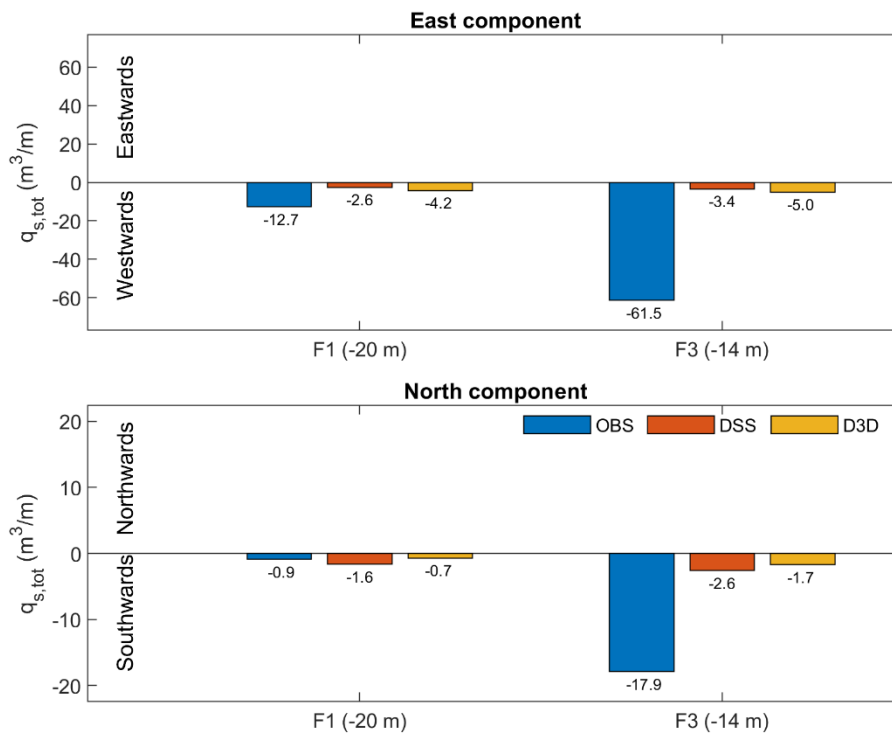 East component
q_s,tot (m³/m)
Eastwards
Westwards
60
40
20
0
-20
-40
-60
-12.7
-2.6
-4.2
-61.5
-3.4
-5.0
F1 (-20 m)
F3 (-14 m)
North component
q_s,tot (m³/m)
Northwards
Southwards
20
10
0
-10
-20
OBS DSS D3D
-0.9
-1.6
-0.7
-17.9
-2.6
-1.7
F1 (-20 m)
F3 (-14 m)